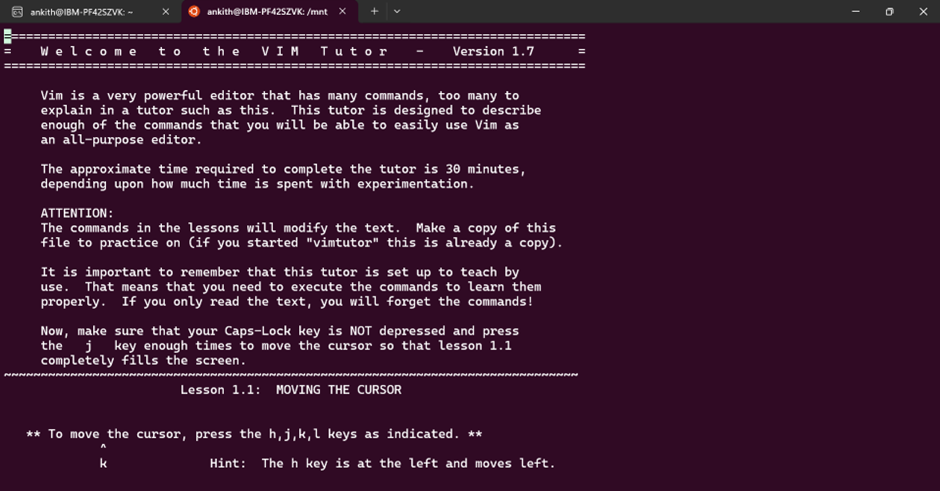 ankith@IBM-PF42SZVK: ~
ankith@IBM-PF42SZVK: /mnt
===============================================================================
=    W e l c o m e   t o   t h e   V I M   T u t o r    -    Version 1.7      =
===============================================================================
Vim is a very powerful editor that has many commands, too many to
explain in a tutor such as this.  This tutor is designed to describe
enough of the commands that you will be able to easily use Vim as
an all-purpose editor.
The approximate time required to complete the tutor is 30 minutes,
depending upon how much time is spent with experimentation.
ATTENTION:
The commands in the lessons will modify the text.  Make a copy of this
file to practice on (if you started "vimtutor" this is already a copy).
It is important to remember that this tutor is set up to teach by
use.  That means that you need to execute the commands to learn them
properly.  If you only read the text, you will forget the commands!
Now, make sure that your Caps-Lock key is NOT depressed and press
the   j   key enough times to move the cursor so that lesson 1.1
completely fills the screen.
~~~~~~~~~~~~~~~~~~~~~~~~~~~~~~~~~~~~~~~~~~~~~~~~~~~~~~~~~~~~~~~~~~~~~~~~~~~~~~
Lesson 1.1:  MOVING THE CURSOR
** To move the cursor, press the h,j,k,l keys as indicated. **
^
k              Hint:  The h key is at the left and moves left.